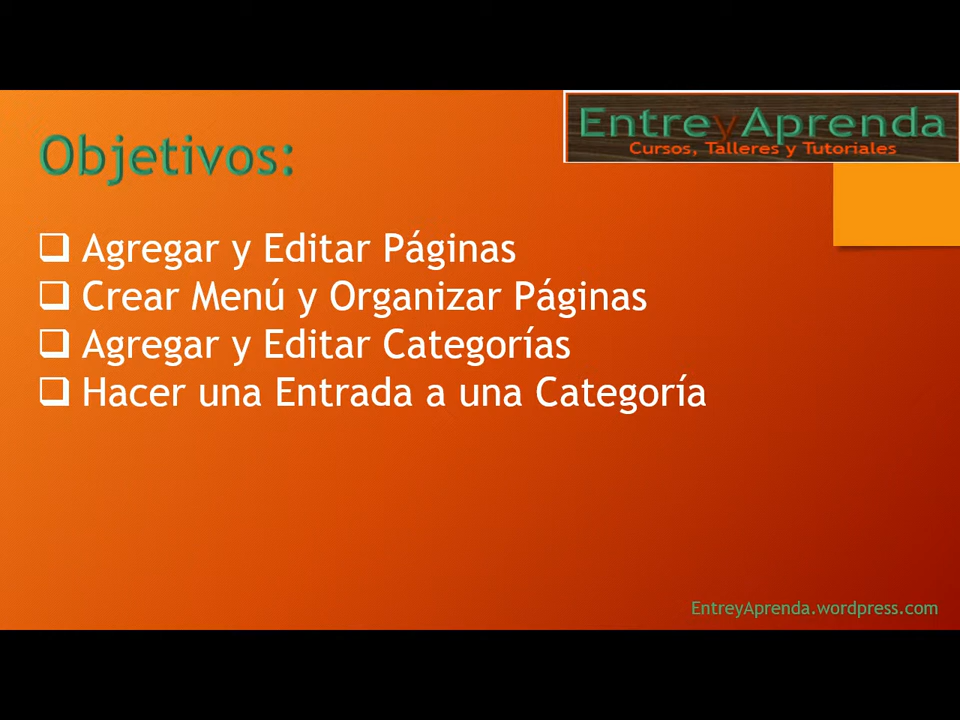 EntreyAprenda
Cursos, Talleres y Tutoriales
Objetivos:
Agregar y Editar Páginas
Crear Menú y Organizar Páginas
Agregar y Editar Categorías
Hacer una Entrada a una Categoría
EntreyAprenda.wordpress.com